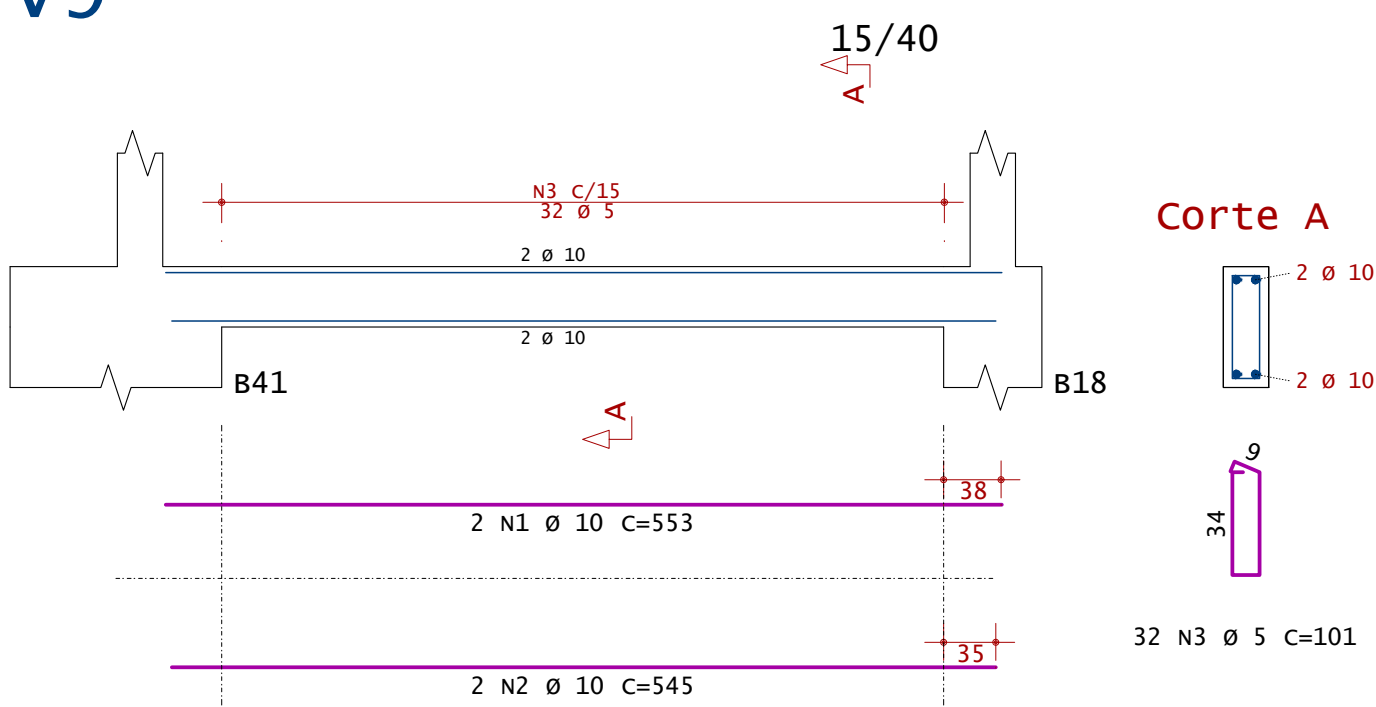 15/40
A
N3 C/15
32 Ø 5
Corte A
2 Ø 10
2 Ø 10
2 Ø 10
2 Ø 10
B41
B18
A
9
38
2 N1 Ø 10 C=553
34
32 N3 Ø 5 C=101
35
2 N2 Ø 10 C=545